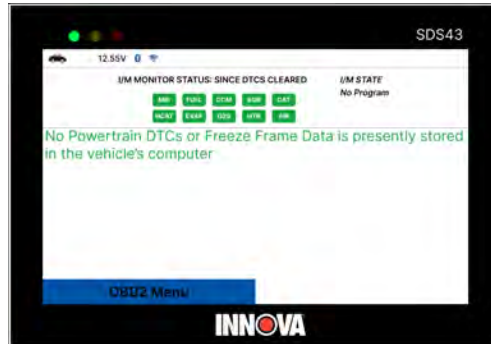 SDS43
12.55V
I/M MONITOR STATUS: SINCE DTCS CLEARED
I/M STATE
No Program
MIS FUEL CCM EGR CAT
HCAT EVAP O2S HTR AIR
No Powertrain DTCs or Freeze Frame Data is presently stored
in the vehicle's computer
OBD2 Menu
INNOVA